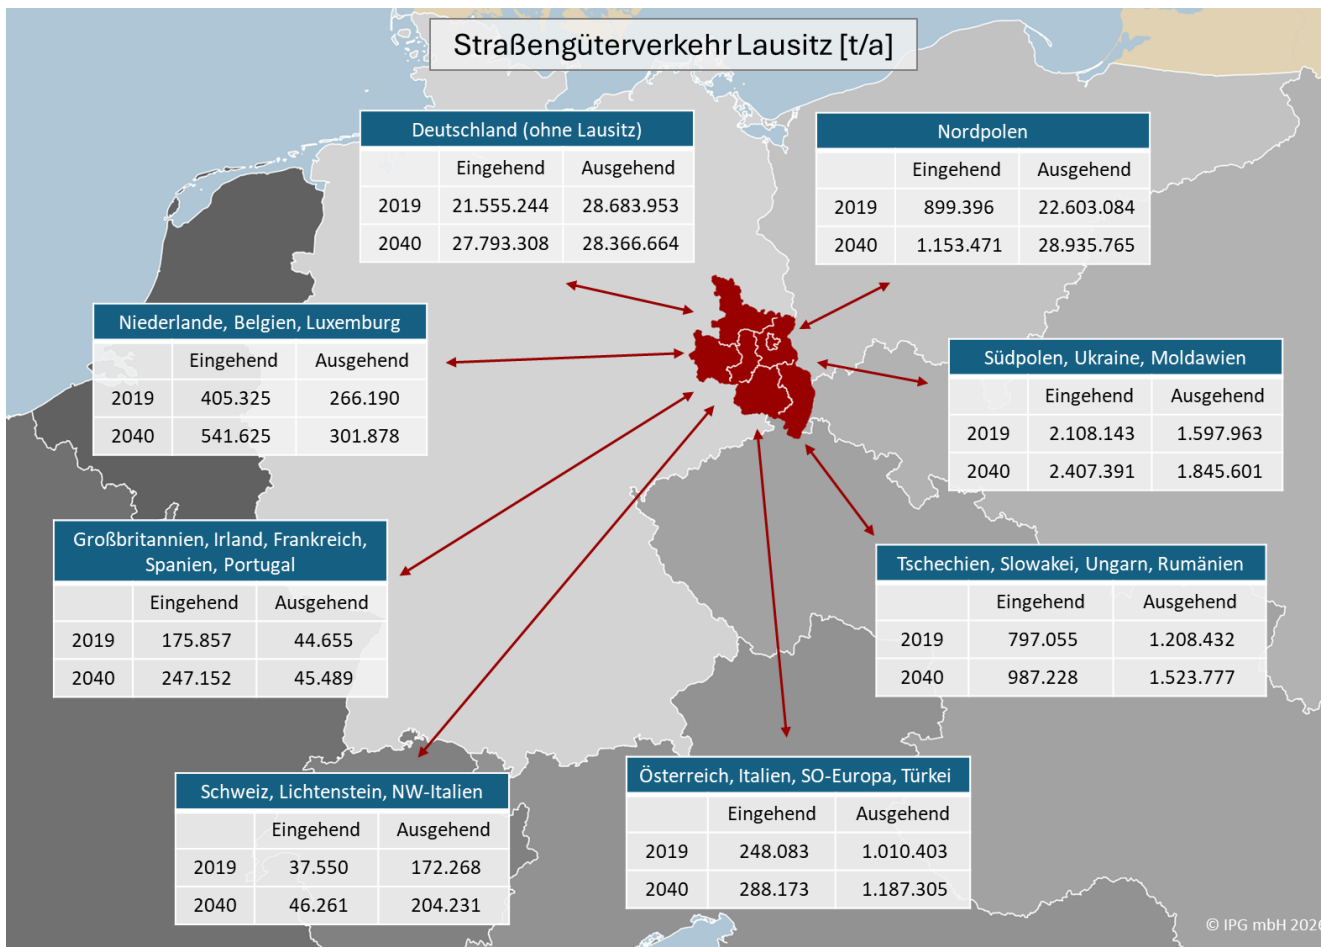 Straßengüterverkehr Lausitz [t/a]
Deutschland (ohne Lausitz)
Eingehend Ausgehend
2019 21.555.244 28.683.953
2040 27.793.308 28.366.664
Nordpolen
Eingehend Ausgehend
2019 899.396 22.603.084
2040 1.153.471 28.935.765
Niederlande, Belgien, Luxemburg
Eingehend Ausgehend
2019 405.325 266.190
2040 541.625 301.878
Südpolen, Ukraine, Moldawien
Eingehend Ausgehend
2019 2.108.143 1.597.963
2040 2.407.391 1.845.601
Großbritannien, Irland, Frankreich,
Spanien, Portugal
Eingehend Ausgehend
2019 175.857 44.655
2040 247.152 45.489
Tschechien, Slowakei, Ungarn, Rumänien
Eingehend Ausgehend
2019 797.055 1.208.432
2040 987.228 1.523.777
Schweiz, Lichtenstein, NW-Italien
Eingehend Ausgehend
2019 37.550 172.268
2040 46.261 204.231
Österreich, Italien, SO-Europa, Türkei
Eingehend Ausgehend
2019 248.083 1.010.403
2040 288.173 1.187.305
© IPG mbH 2026